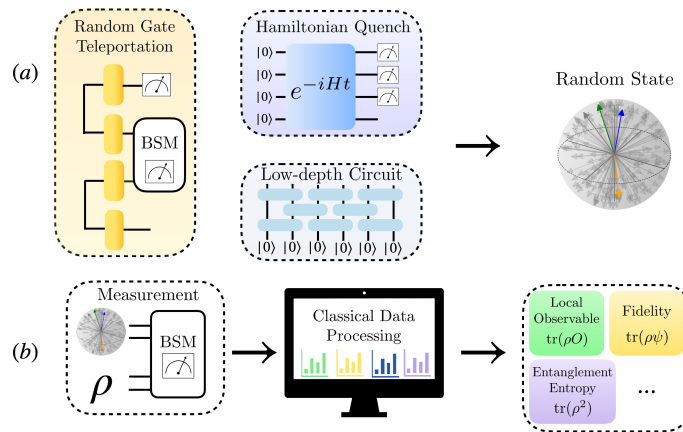 (a)
Random Gate
Teleportation
BSM
Hamiltonian Quench
|0⟩
|0⟩
|0⟩
|0⟩
e^{-iHt}
Low-depth Circuit
|0⟩ |0⟩ |0⟩ |0⟩ |0⟩ |0⟩
Random State
(b)
Measurement
ρ
BSM
Classical Data
Processing
Local
Observable
tr(ρO)
Fidelity
tr(ρψ)
Entanglement
Entropy
tr(ρ²)
...